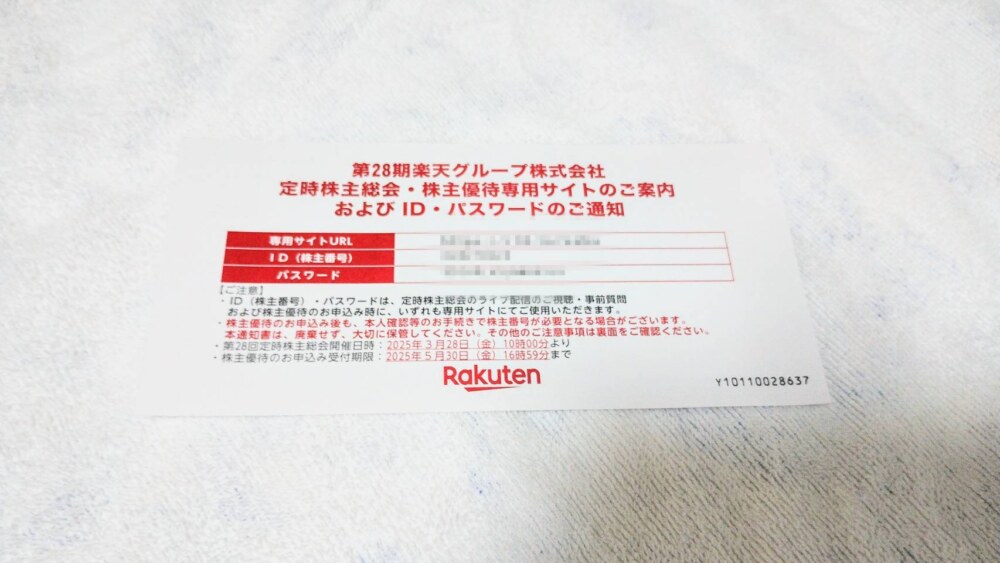 第28期楽天グループ株式会社
定時株主総会・株主優待専用サイトのご案内
および ID・パスワードのご通知
専用サイトURL
ID（株主番号）
パスワード
【ご注意】
・ID（株主番号）・パスワードは、定時株主総会のライブ配信のご視聴・事前質問
および株主優待のお申込み時に、いずれも専用サイトにてご使用いただきます。
・株主優待のお申込み後も、本人確認等のお手続きで株主番号が必要となる場合がございます。
本通知書は、廃棄せず、大切に保管してください。その他のご注意事項は裏面をご確認ください。
・第28回定時株主総会開催日時：2025年3月28日（金）10時00分より
・株主優待のお申込み受付期限：2025年5月30日（金）16時59分まで
Rakuten
Y10110028637